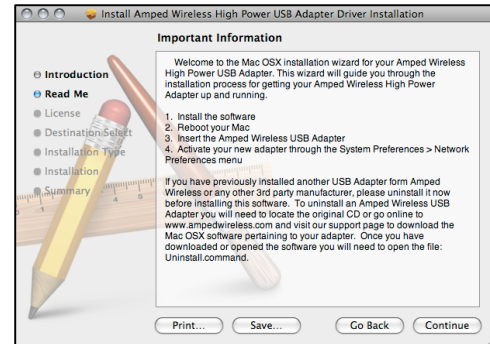 Install Amped Wireless High Power USB Adapter Driver Installation
Important Information
Introduction
Read Me
License
Destination Select
Installation Type
Installation
Summary
Welcome to the Mac OSX installation wizard for your Amped Wireless
High Power USB Adapter. This wizard will guide you through the
installation process for getting your Amped Wireless High Power
Adapter up and running.
1. Install the software
2. Reboot your Mac
3. Insert the Amped Wireless USB Adapter
4. Activate your new adapter through the System Preferences > Network
Preferences menu
If you have previously installed another USB Adapter form Amped
Wireless or any other 3rd party manufacturer, please uninstall it now
before installing this software. To uninstall an Amped Wireless USB
Adapter you will need to locate the original CD or go online to
www.ampedwireless.com and visit our support page to download the
Mac OSX software pertaining to your adapter. Once you have
downloaded or opened the software you will need to open the file:
Uninstall.command.
Print... Save... Go Back Continue